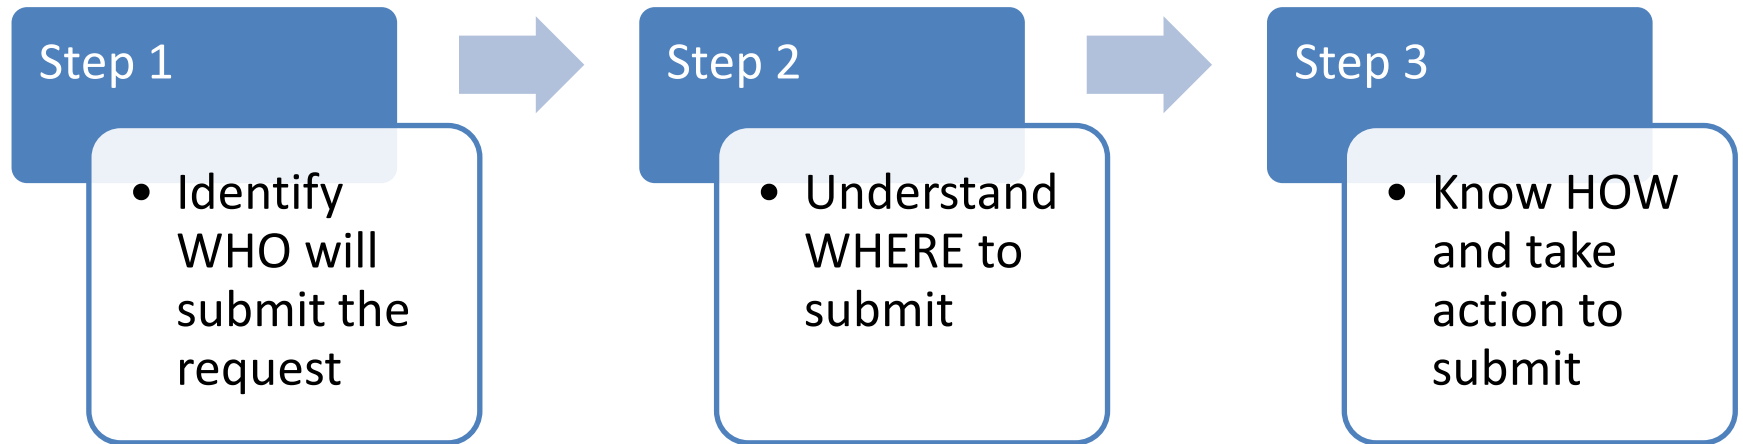 Step 1
• Identify
WHO will
submit the
request
Step 2
• Understand
WHERE to
submit
Step 3
• Know HOW
and take
action to
submit